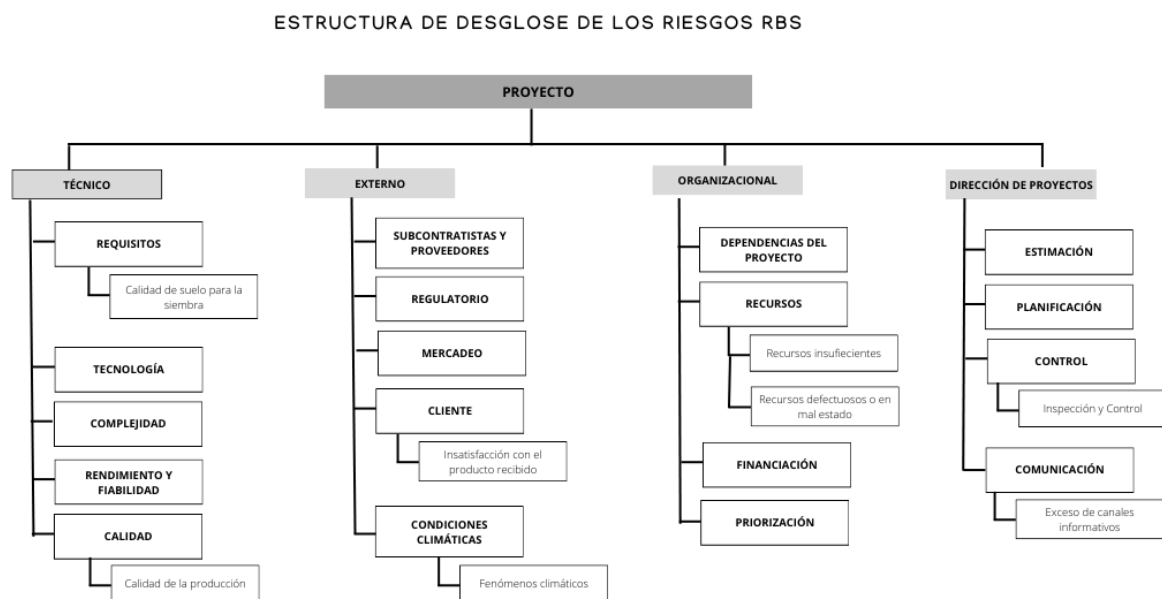 ESTRUCTURA DE DESGLOSE DE LOS RIESGOS RBS
PROYECTO
TÉCNICO
REQUISITOS
Calidad de suelo para la
siembra
TECNOLOGÍA
COMPLEJIDAD
RENDIMIENTO Y
FIABILIDAD
CALIDAD
Calidad de la producción
EXTERNO
SUBCONTRATISTAS Y
PROVEEDORES
REGULATORIO
MERCADEO
CLIENTE
Insatisfacción con el
producto recibido
CONDICIONES
CLIMÁTICAS
Fenómenos climáticos
ORGANIZACIONAL
DEPENDENCIAS DEL
PROYECTO
RECURSOS
Recursos insufiecientes
Recursos defectuosos o en
mal estado
FINANCIACIÓN
PRIORIZACIÓN
DIRECCIÓN DE PROYECTOS
ESTIMACIÓN
PLANIFICACIÓN
CONTROL
Inspección y Control
COMUNICACIÓN
Exceso de canales
informativos